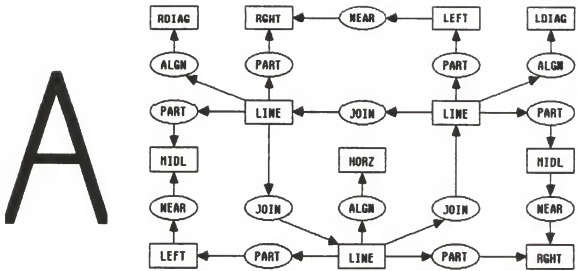 A
RDIAG RGHT NEAR LEFT LDIAG
ALGN PART PART ALGN
PART LINE JOIN LINE PART
MIDL HORZ MIDL
NEAR JOIN ALGN JOIN NEAR
LEFT PART LINE PART RGHT